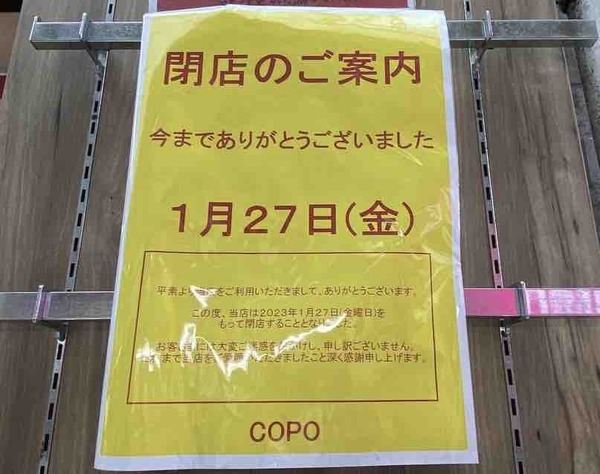 閉店のご案内
今までありがとうございました
1月27日(金)
平素より当店をご利用いただきまして、ありがとうございます。
この度、当店は2023年1月27日(金曜日)を
もって閉店することとなりました。
お客様には大変ご迷惑をお掛けし、申し訳ございません。
まで当店をご愛顧いただきましたこと深く感謝申し上げます。
COPO